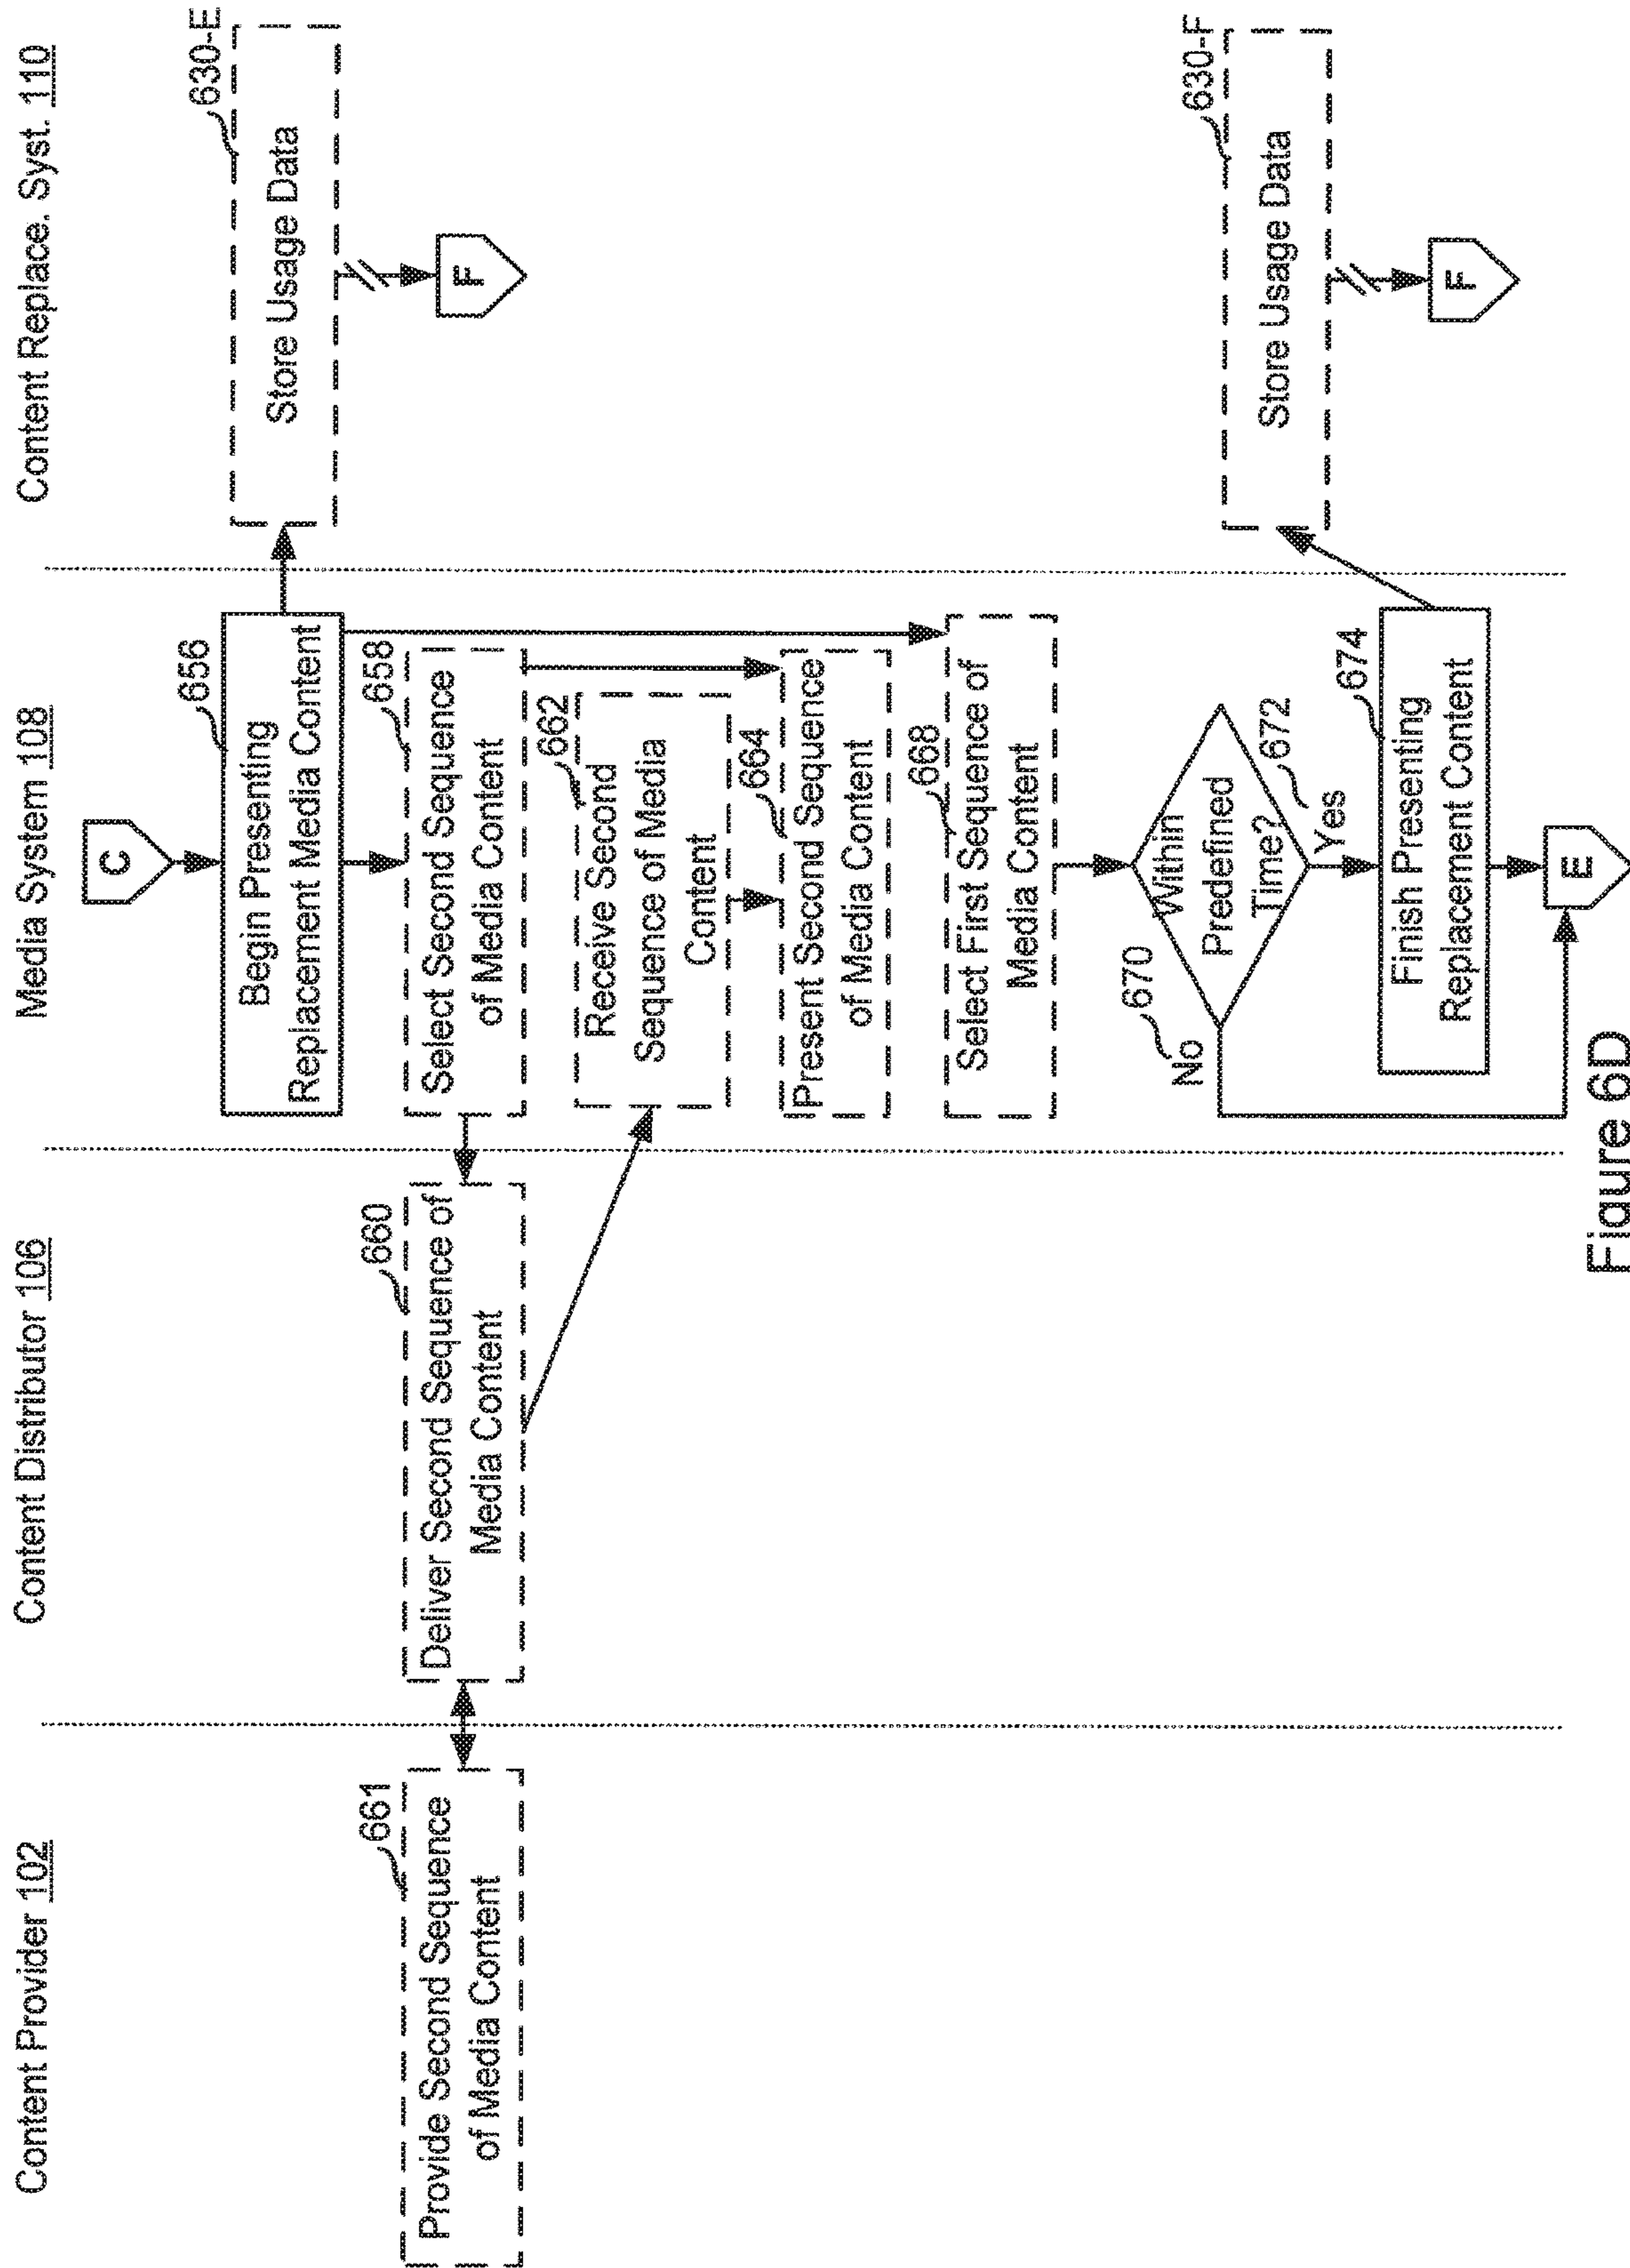 Content Provider 102
Content Distributor 106
Media System 108
Content Replace. Syst. 110
C
656
Begin Presenting
Replacement Media Content
630-E
Store Usage Data
F
661
Provide Second Sequence
of Media Content
660
Deliver Second Sequence of
Media Content
658
Select Second Sequence
of Media Content
662
Receive Second
Sequence of Media
Content
664
Present Second Sequence
of Media Content
668
Select First Sequence of
Media Content
670
No
Within
Predefined
Time?
672
Yes
674
Finish Presenting
Replacement Content
630-F
Store Usage Data
F
E
Figure 6D